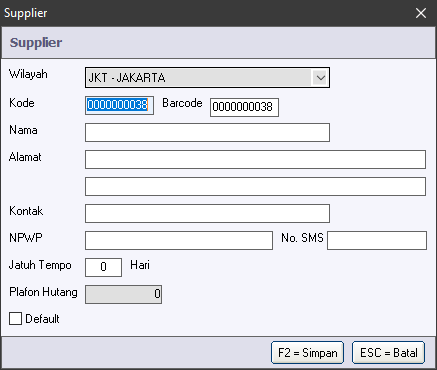 Supplier
Supplier
Wilayah JKT - JAKARTA
Kode 0000000038 Barcode 0000000038
Nama
Alamat
Kontak
NPWP No. SMS
Jatuh Tempo 0 Hari
Plafon Hutang 0
Default
F2 = Simpan ESC = Batal